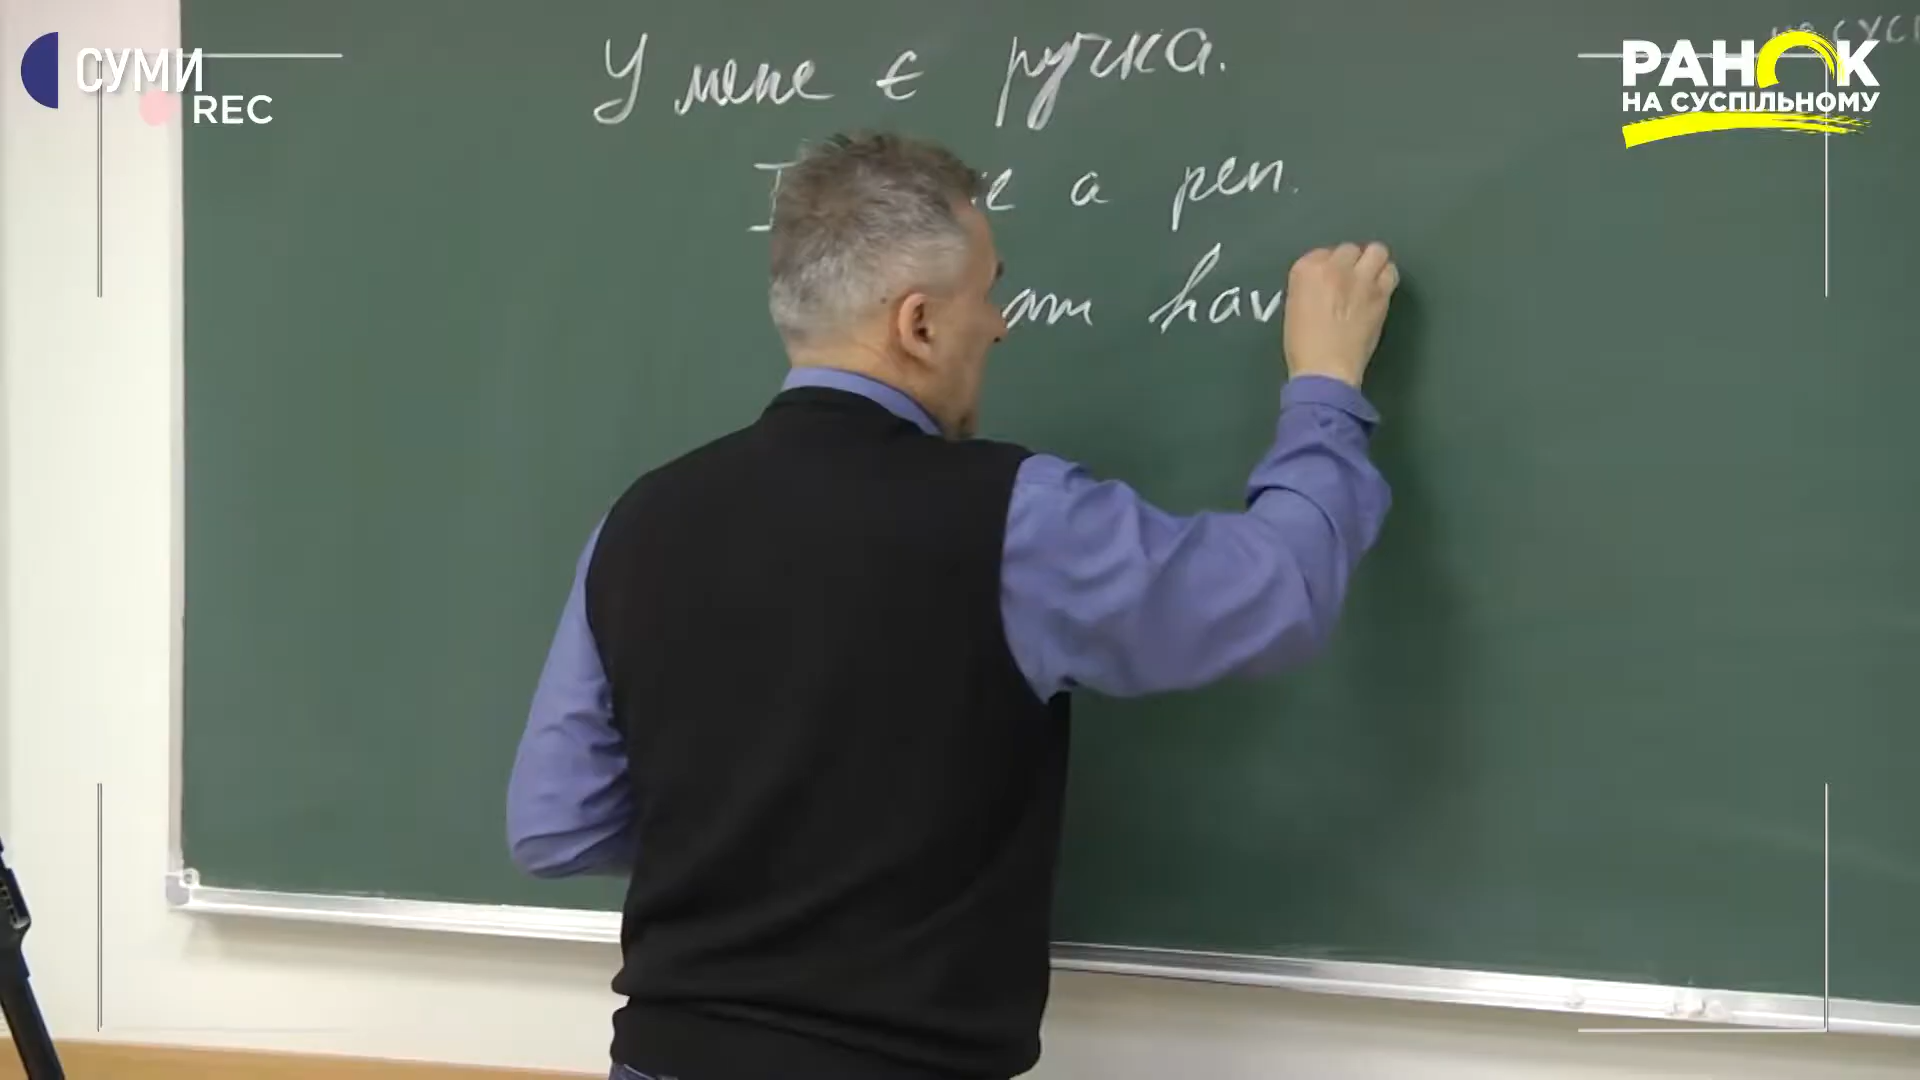 СУМИ
REC
РАНОК
НА СУСПІЛЬНОМУ
У мене є ручка.
a pen.
am hav